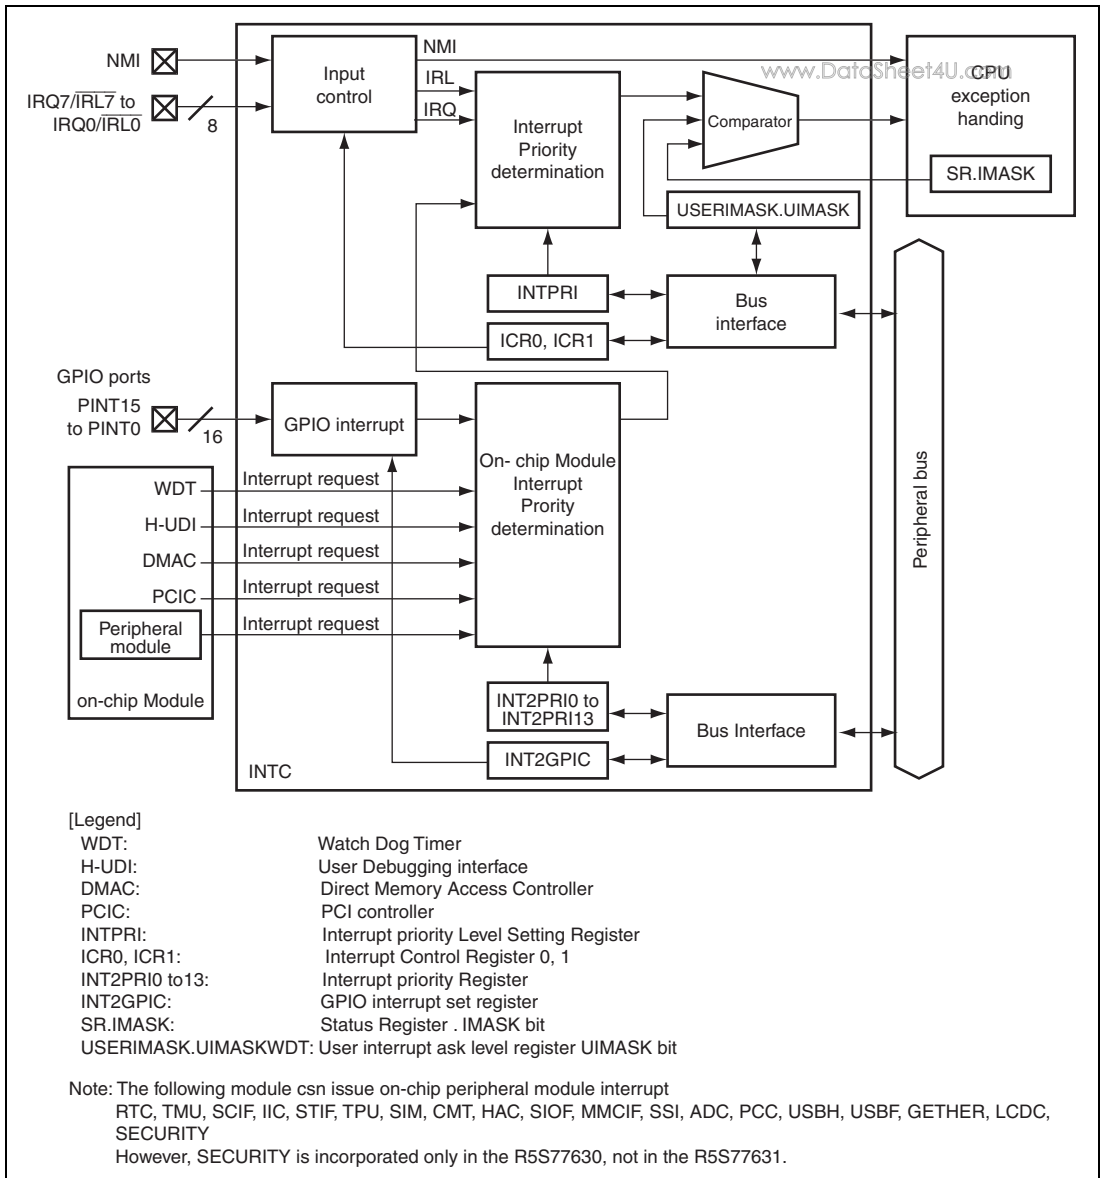 NMI
IRQ7/IRL7 to
IRQ0/IRL0
8
Input
control
NMI
IRL
IRQ
Interrupt
Priority
determination
Comparator
www.DataSheet4U.com
CPU
exception
handing
SR.IMASK
USERIMASK.UIMASK
INTPRI
ICR0, ICR1
Bus
interface
GPIO ports
PINT15
to PINT0
16
GPIO interrupt
On- chip Module
Interrupt
Prority
determination
WDT
Interrupt request
H-UDI
Interrupt request
DMAC
Interrupt request
PCIC
Interrupt request
Peripheral
module
Interrupt request
on-chip Module
INT2PRI0 to
INT2PRI13
INT2GPIC
Bus Interface
Peripheral bus
INTC
[Legend]
WDT: Watch Dog Timer
H-UDI: User Debugging interface
DMAC: Direct Memory Access Controller
PCIC: PCI controller
INTPRI: Interrupt priority Level Setting Register
ICR0, ICR1: Interrupt Control Register 0, 1
INT2PRI0 to13: Interrupt priority Register
INT2GPIC: GPIO interrupt set register
SR.IMASK: Status Register . IMASK bit
USERIMASK.UIMASKWDT: User interrupt ask level register UIMASK bit
Note: The following module csn issue on-chip peripheral module interrupt
RTC, TMU, SCIF, IIC, STIF, TPU, SIM, CMT, HAC, SIOF, MMCIF, SSI, ADC, PCC, USBH, USBF, GETHER, LCDC,
SECURITY
However, SECURITY is incorporated only in the R5S77630, not in the R5S77631.